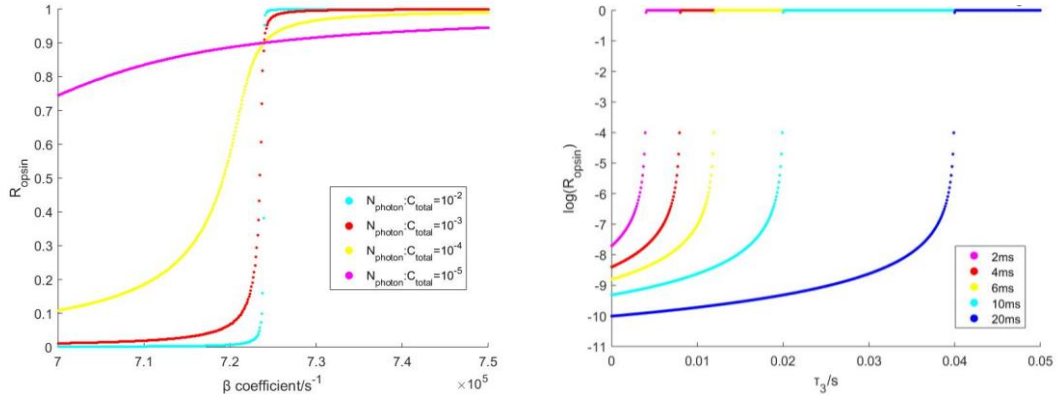 1
0.9
0.8
0.7
0.6
0.5
0.4
0.3
0.2
0.1
0
R_opsin
7 7.1 7.2 7.3 7.4 7.5
×10^5
β coefficient/s^-1
N_photon:C_total=10^-2
N_photon:C_total=10^-3
N_photon:C_total=10^-4
N_photon:C_total=10^-5
0
-1
-2
-3
-4
-5
-6
-7
-8
-9
-10
-11
log(R_opsin)
0 0.01 0.02 0.03 0.04 0.05
τ_3/s
2ms
4ms
6ms
10ms
20ms